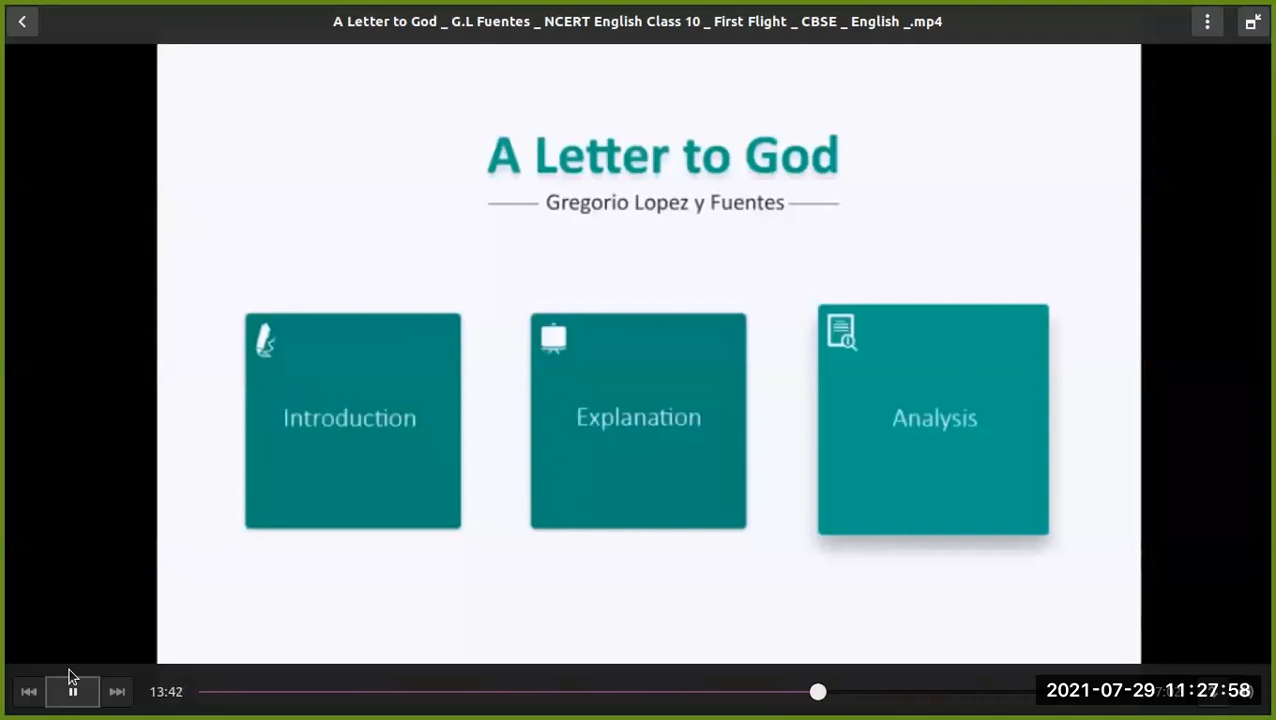 A Letter to God _ G.L Fuentes _ NCERT English Class 10 _ First Flight _ CBSE _ English _.mp4
A Letter to God
Gregorio Lopez y Fuentes
Introduction
Explanation
Analysis
13:42
2021-07-29 11:27:58